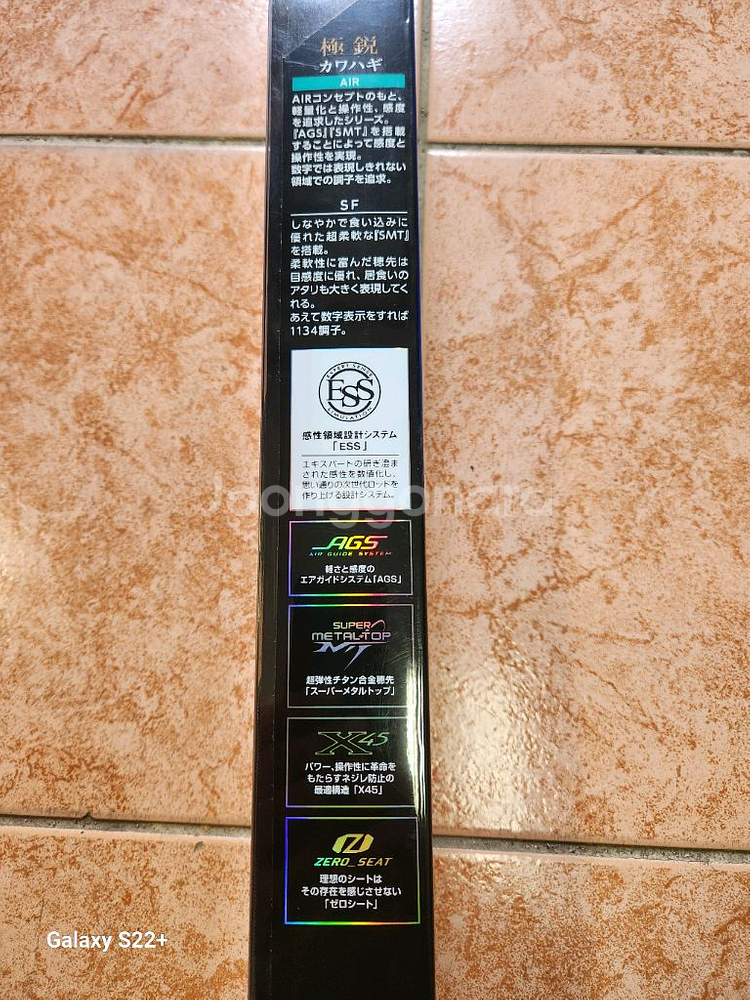 極鋭
カワハギ
AIR
AIRコンセプトのもと、
軽量化と操作性、感度
を追求したシリーズ。
『AGS』『SMT』を搭載
することによって感度と
操作性を実現。
数字では表現しきれない
領域での調子を追求。
SF
しなやかで食い込みに
優れた超柔軟な『SMT』
を搭載。
柔軟性に富んだ穂先は
目感度に優れ、居食いの
アタリも大きく表現してく
れる。
あえて数字表示をすれば
1134調子。
EXPERT SENSE
ESS
SIMULATION
感性領域設計システム
「ESS」
エキスパートの研ぎ澄ま
された感性を数値化し、
思い通りの次世代ロッドを
作り上げる設計システム。
Joonggonara
AGS
AIR GUIDE SYSTEM
軽さと感度の
エアガイドシステム「AGS」
SUPER
METAL-TOP
MT
超弾性チタン合金穂先
「スーパーメタルトップ」
X45
パワー、操作性に革命を
もたらすネジレ防止の
最適構造「X45」
ZERO_SEAT
理想のシートは
その存在を感じさせない
「ゼロシート」
Galaxy S22+